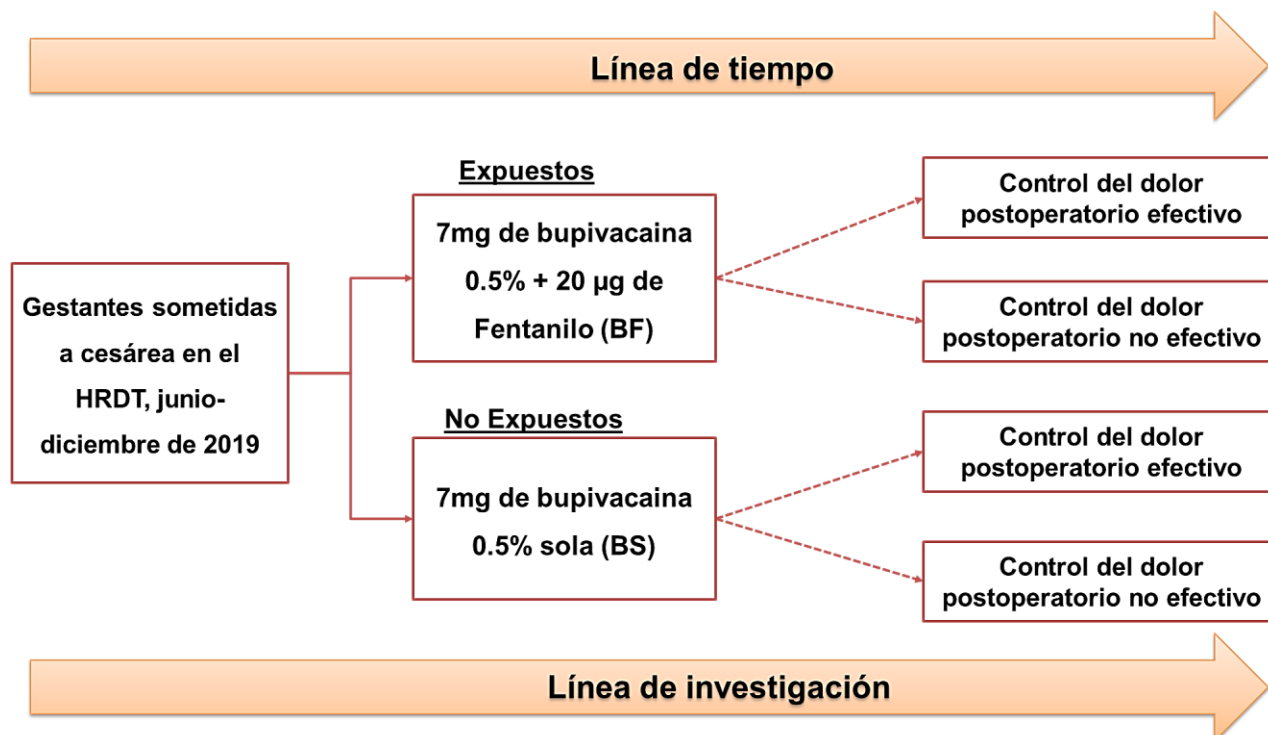 Línea de tiempo
Gestantes sometidas
a cesárea en el
HRDT, junio-
diciembre de 2019
Expuestos
7mg de bupivacaina
0.5% + 20 µg de
Fentanilo (BF)
No Expuestos
7mg de bupivacaina
0.5% sola (BS)
Control del dolor
postoperatorio efectivo
Control del dolor
postoperatorio no efectivo
Control del dolor
postoperatorio efectivo
Control del dolor
postoperatorio no efectivo
Línea de investigación